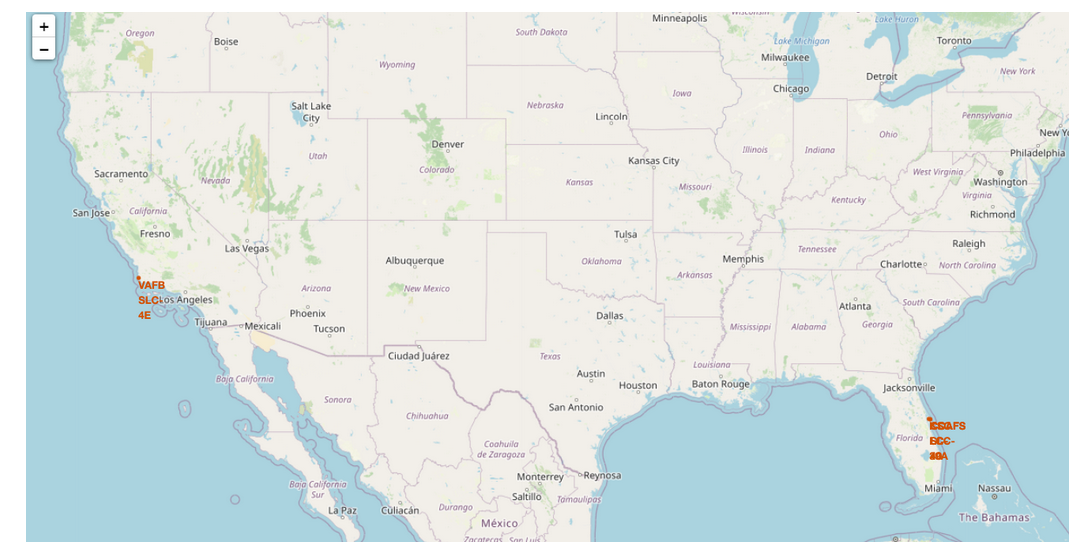 +
−
Oregon
Boise
Wyoming
South Dakota
Minneapolis
Wisconsin
Lake Huron
Toronto
Lake Michigan
Milwaukee
Detroit
New York
Chicago
Iowa
Nebraska
Salt Lake
City
Lincoln
Pennsylvania
New Yo
Philadelphia
Denver
Utah
Colorado
Nevada
Sacramento
Kansas City
Kansas
Missouri
Illinois
Indiana
Ohio
West Virginia
Washington
Virginia
Richmond
Kentucky
San Jose
California
Fresno
Las Vegas
Tulsa
Oklahoma
Memphis
Tennessee
Raleigh
Charlotte
North Carolina
Albuquerque
New Mexico
Arizona
Arkansas
VAFB
SLC-
4E
Los Angeles
Phoenix
Tucson
Tijuana
Mexicali
Dallas
Mississippi
Alabama
Atlanta
Georgia
South Carolina
Ciudad Juárez
Texas
Louisiana
Austin
Houston
Baton Rouge
Jacksonville
San Antonio
Baja California
Sonora
Chihuahua
Coahuila
de Zaragoza
Florida
Reynosa
Monterrey
Saltillo
Tamaulipas
Miami
Nassau
The Bahamas
Baja California
Sur
La Paz
Culiacán
Durango
México
Zacatecas
San Luis